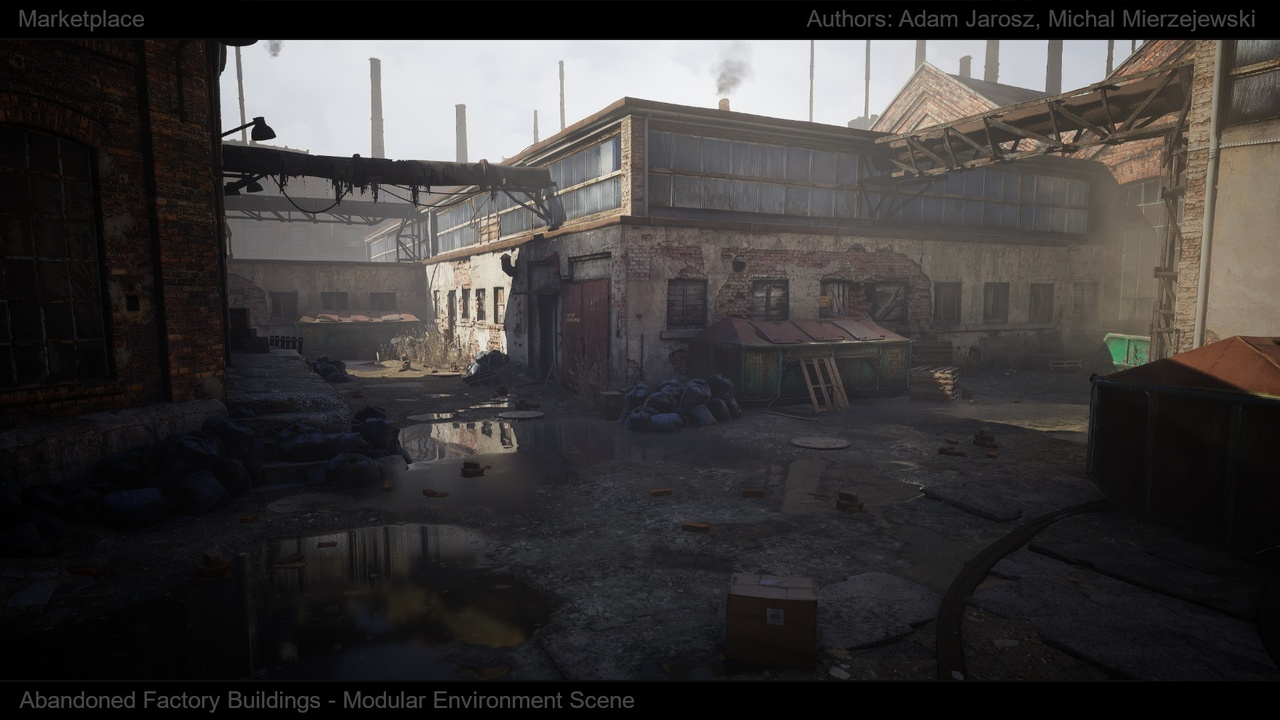 Marketplace
Authors: Adam Jarosz, Michal Mierzejewski
Abandoned Factory Buildings - Modular Environment Scene